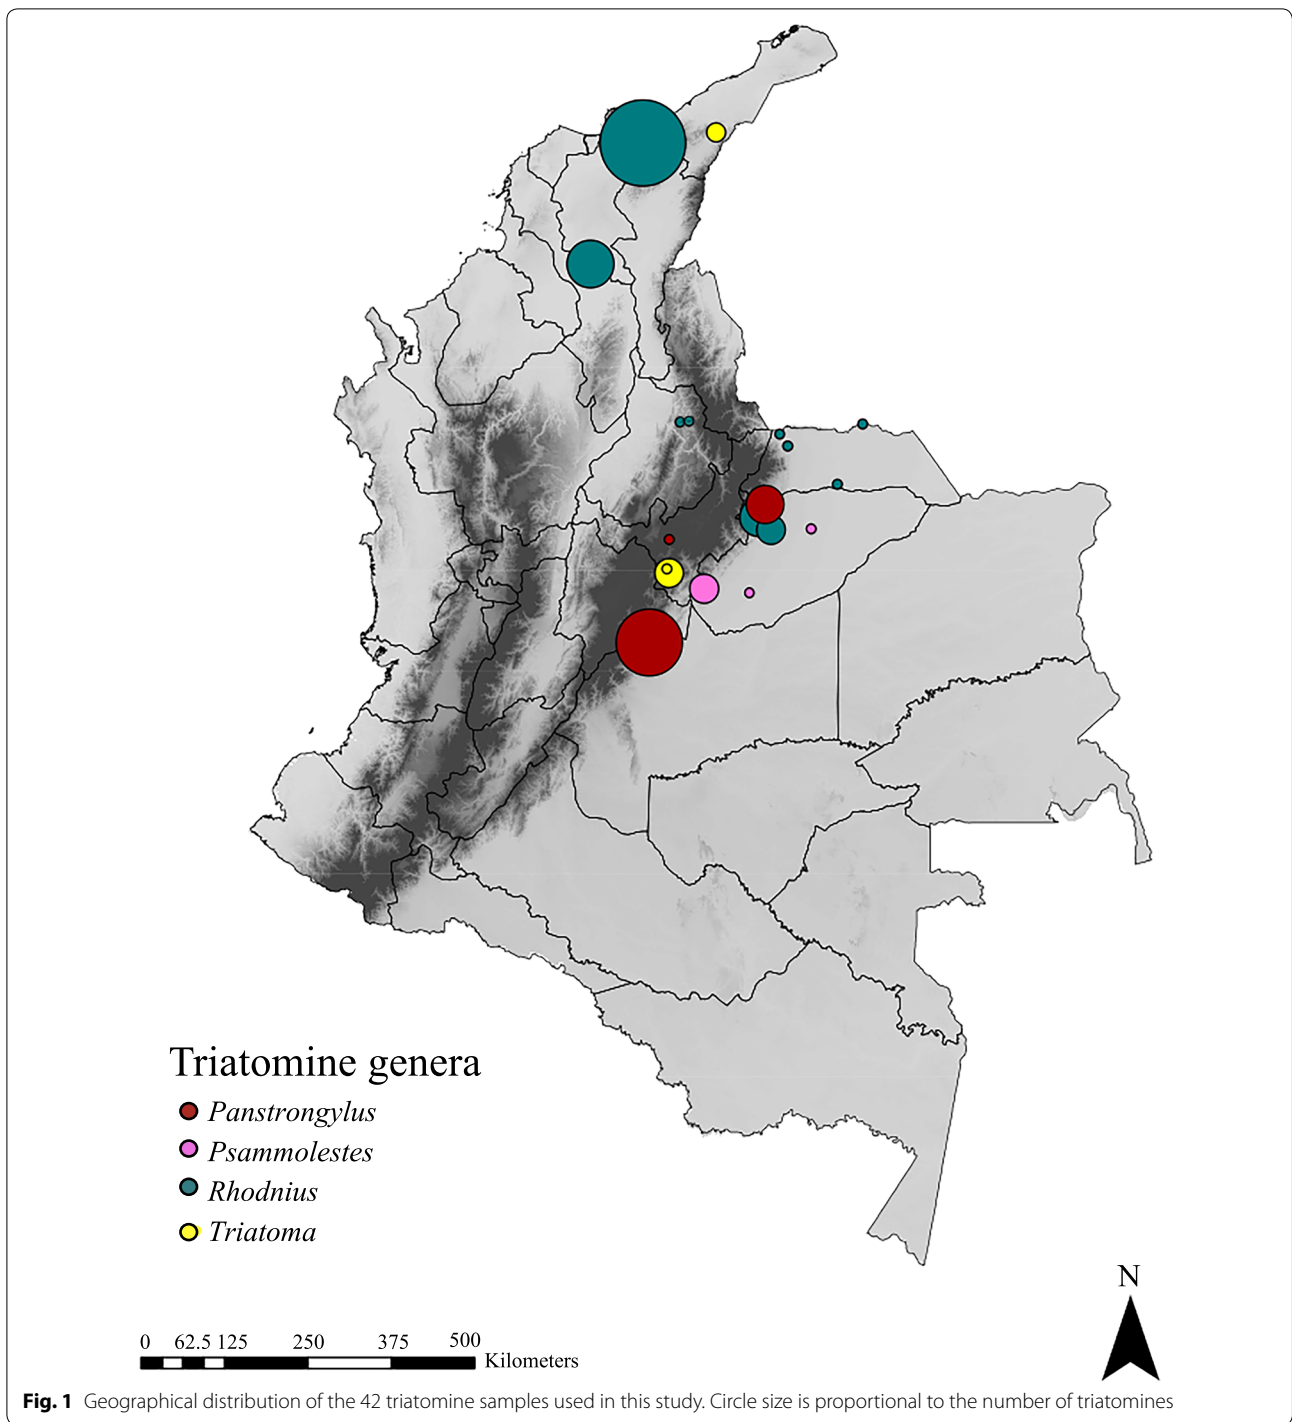 Triatomine genera
Panstrongylus
Psammolestes
Rhodnius
Triatoma
N
0 62.5 125 250 375 500
Kilometers
Fig. 1 Geographical distribution of the 42 triatomine samples used in this study. Circle size is proportional to the number of triatomines